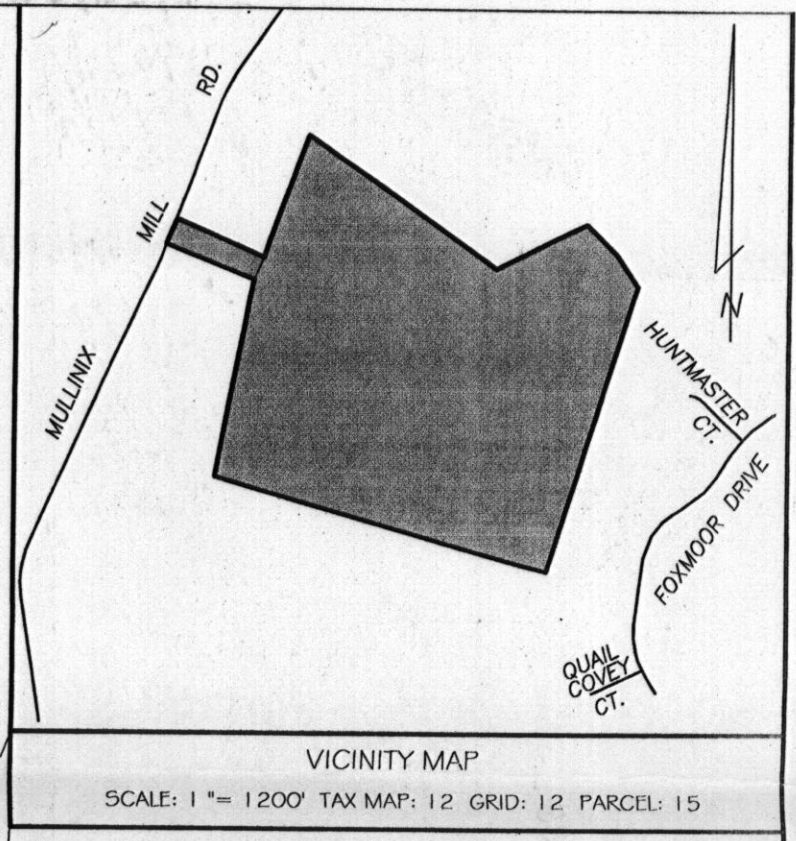 RD.
MILL
MULLINIX
N
HUNTMASTER
CT.
FOXMOOR DRIVE
QUAIL
COVEY
CT.
VICINITY MAP
SCALE: 1 "= 1200' TAX MAP: 12 GRID: 12 PARCEL: 15